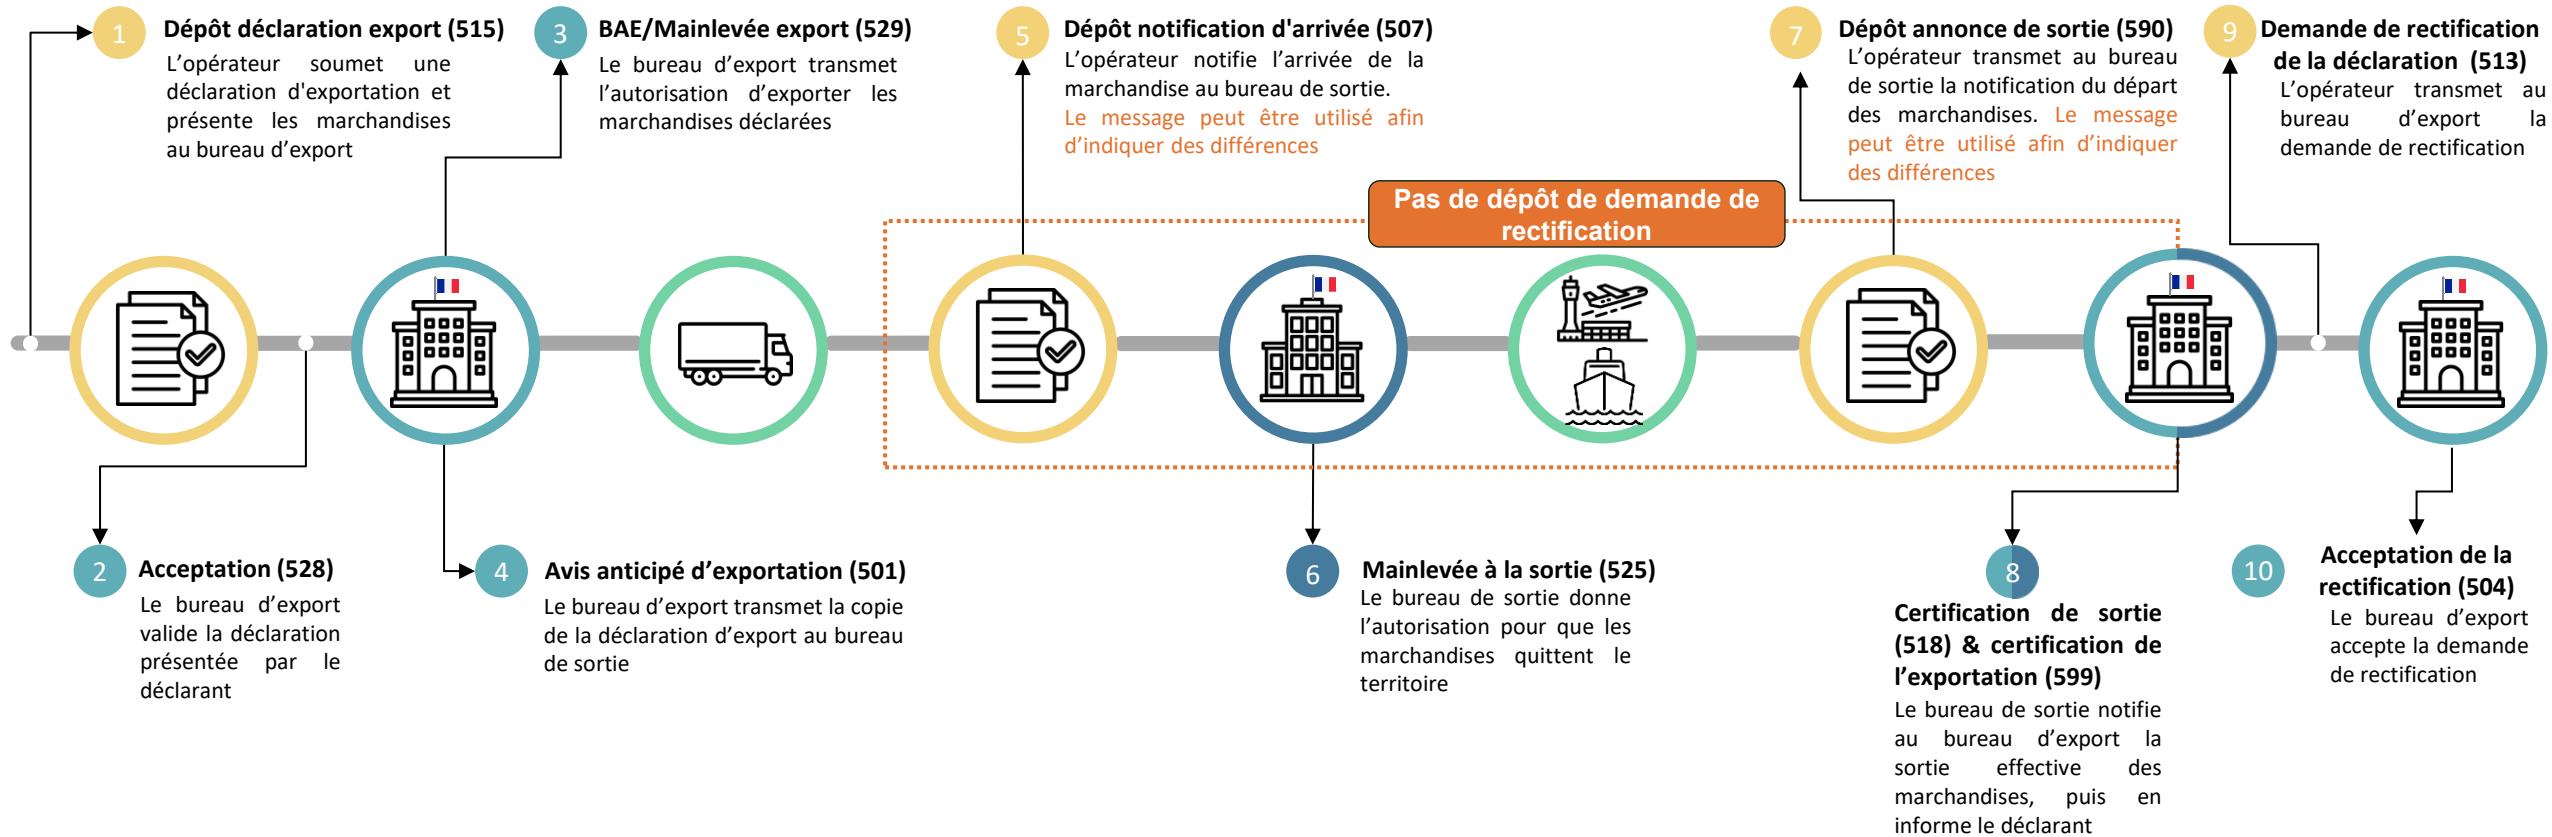 1
Dépôt déclaration export (515)
L'opérateur soumet une
déclaration d'exportation et
présente les marchandises
au bureau d'export
3
BAE/Mainlevée export (529)
Le bureau d'export transmet
l'autorisation d'exporter les
marchandises déclarées
5
Dépôt notification d'arrivée (507)
L'opérateur notifie l'arrivée de la
marchandise au bureau de sortie.
Le message peut être utilisé afin
d'indiquer des différences
7
Dépôt annonce de sortie (590)
L'opérateur transmet au bureau
de sortie la notification du départ
des marchandises. Le message
peut être utilisé afin d'indiquer
des différences
9
Demande de rectification
de la déclaration (513)
L'opérateur transmet au
bureau d'export la
demande de rectification
Pas de dépôt de demande de
rectification
2
Acceptation (528)
Le bureau d'export
valide la déclaration
présentée par le
déclarant
4
Avis anticipé d'exportation (501)
Le bureau d'export transmet la copie
de la déclaration d'export au bureau
de sortie
6
Mainlevée à la sortie (525)
Le bureau de sortie donne
l'autorisation pour que les
marchandises quittent le
territoire
8
Certification de sortie
(518) & certification de
l'exportation (599)
Le bureau de sortie notifie
au bureau d'export la
sortie effective des
marchandises, puis en
informe le déclarant
10
Acceptation de la
rectification (504)
Le bureau d'export
accepte la demande
de rectification